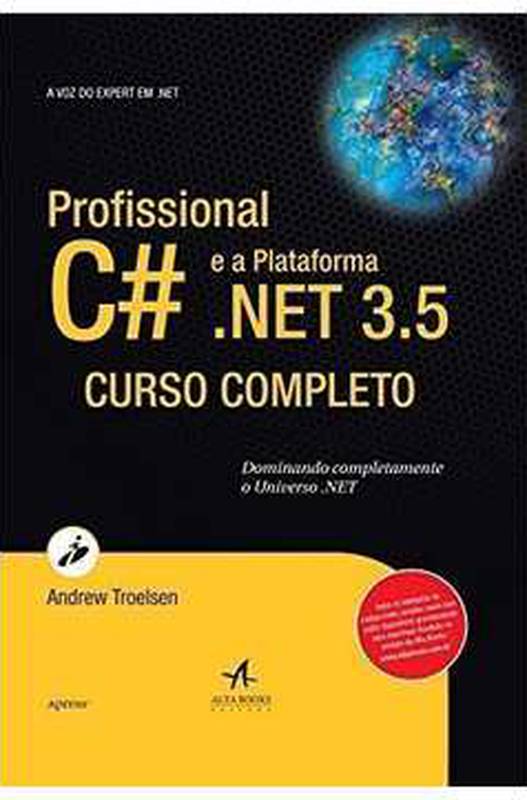 A VOZ DO EXPERT EM .NET
Profissional
C# e a Plataforma
.NET 3.5
CURSO COMPLETO
Dominando completamente
o Universo .NET
Andrew Troelsen
Apress
ALTA BOOKS
EDITORA